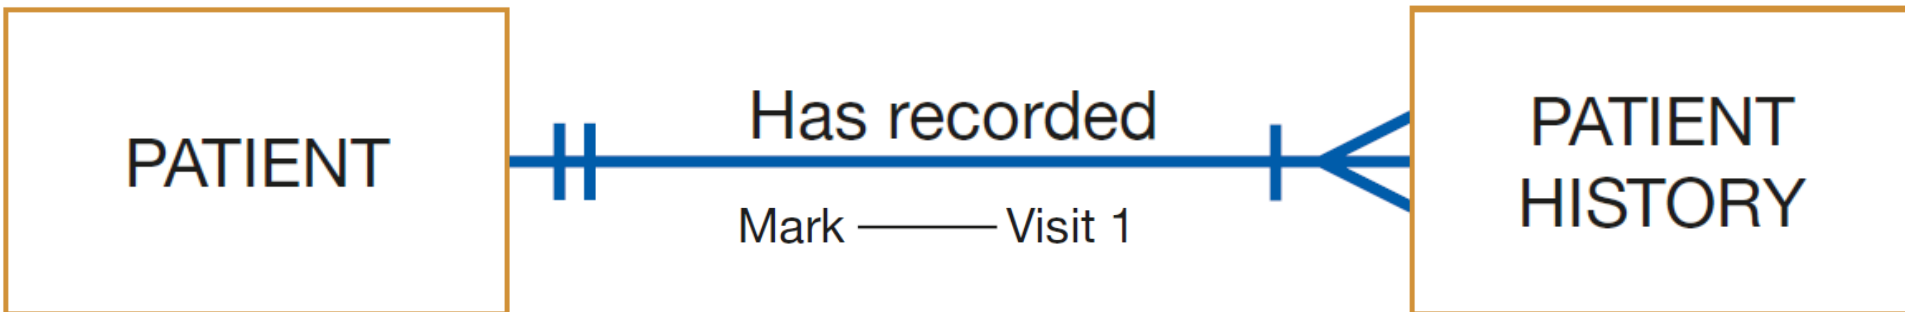 PATIENT
Has recorded
Mark Visit 1
PATIENT
HISTORY